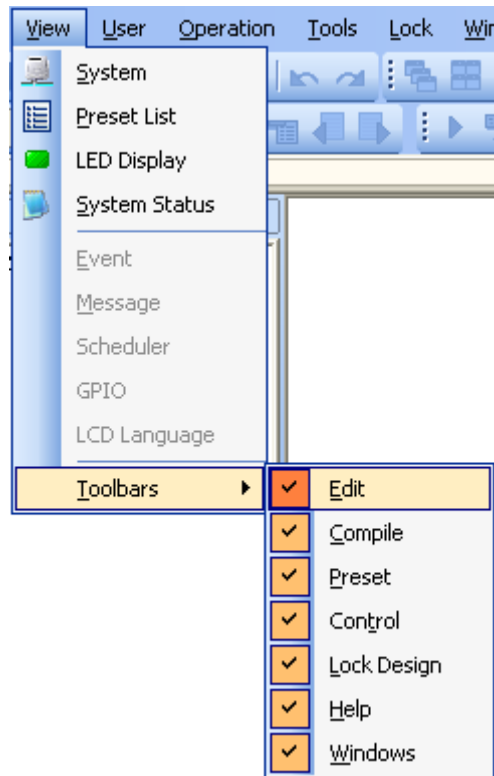 View User Operation Tools Lock Win
System
Preset List
LED Display
System Status
Event
Message
Scheduler
GPIO
LCD Language
Toolbars
Edit
Compile
Preset
Control
Lock Design
Help
Windows